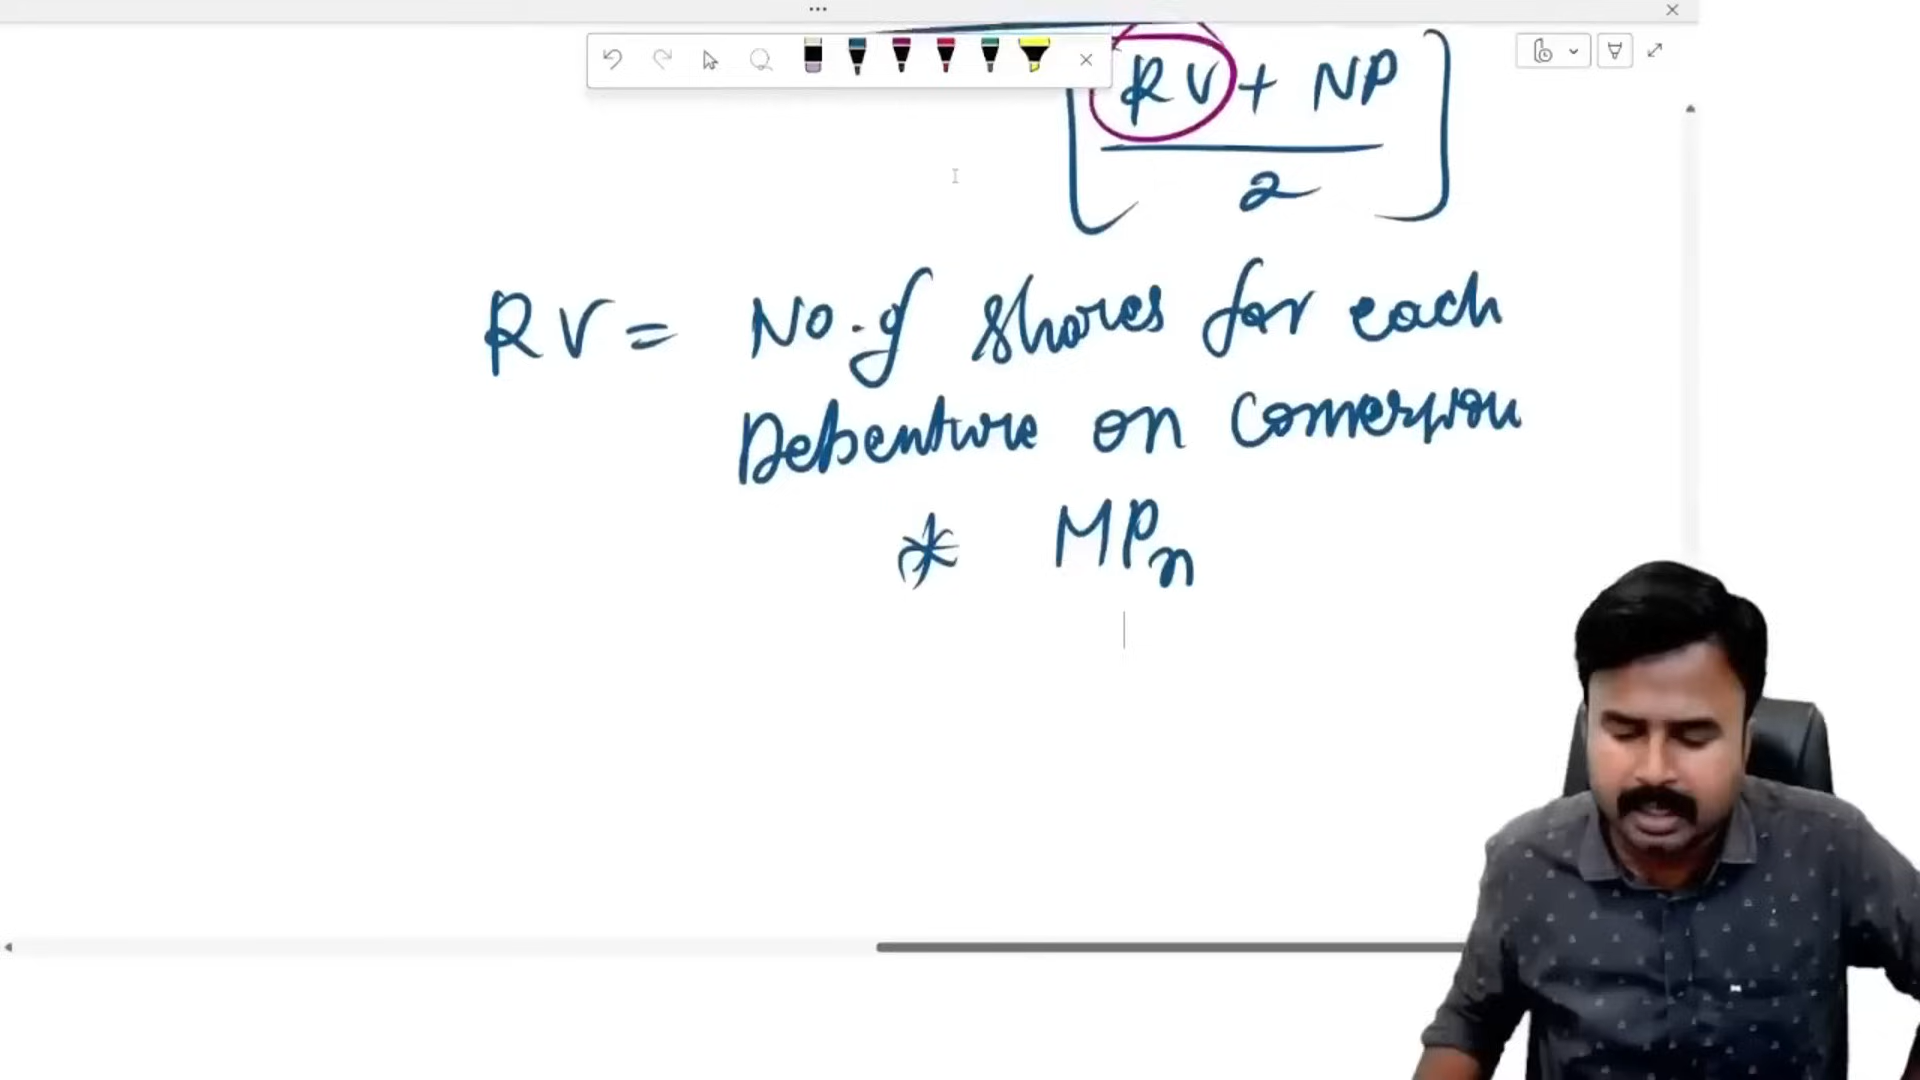 RV + NP
2
RV = No. of shares for each
Debenture on Conversion
* MPn